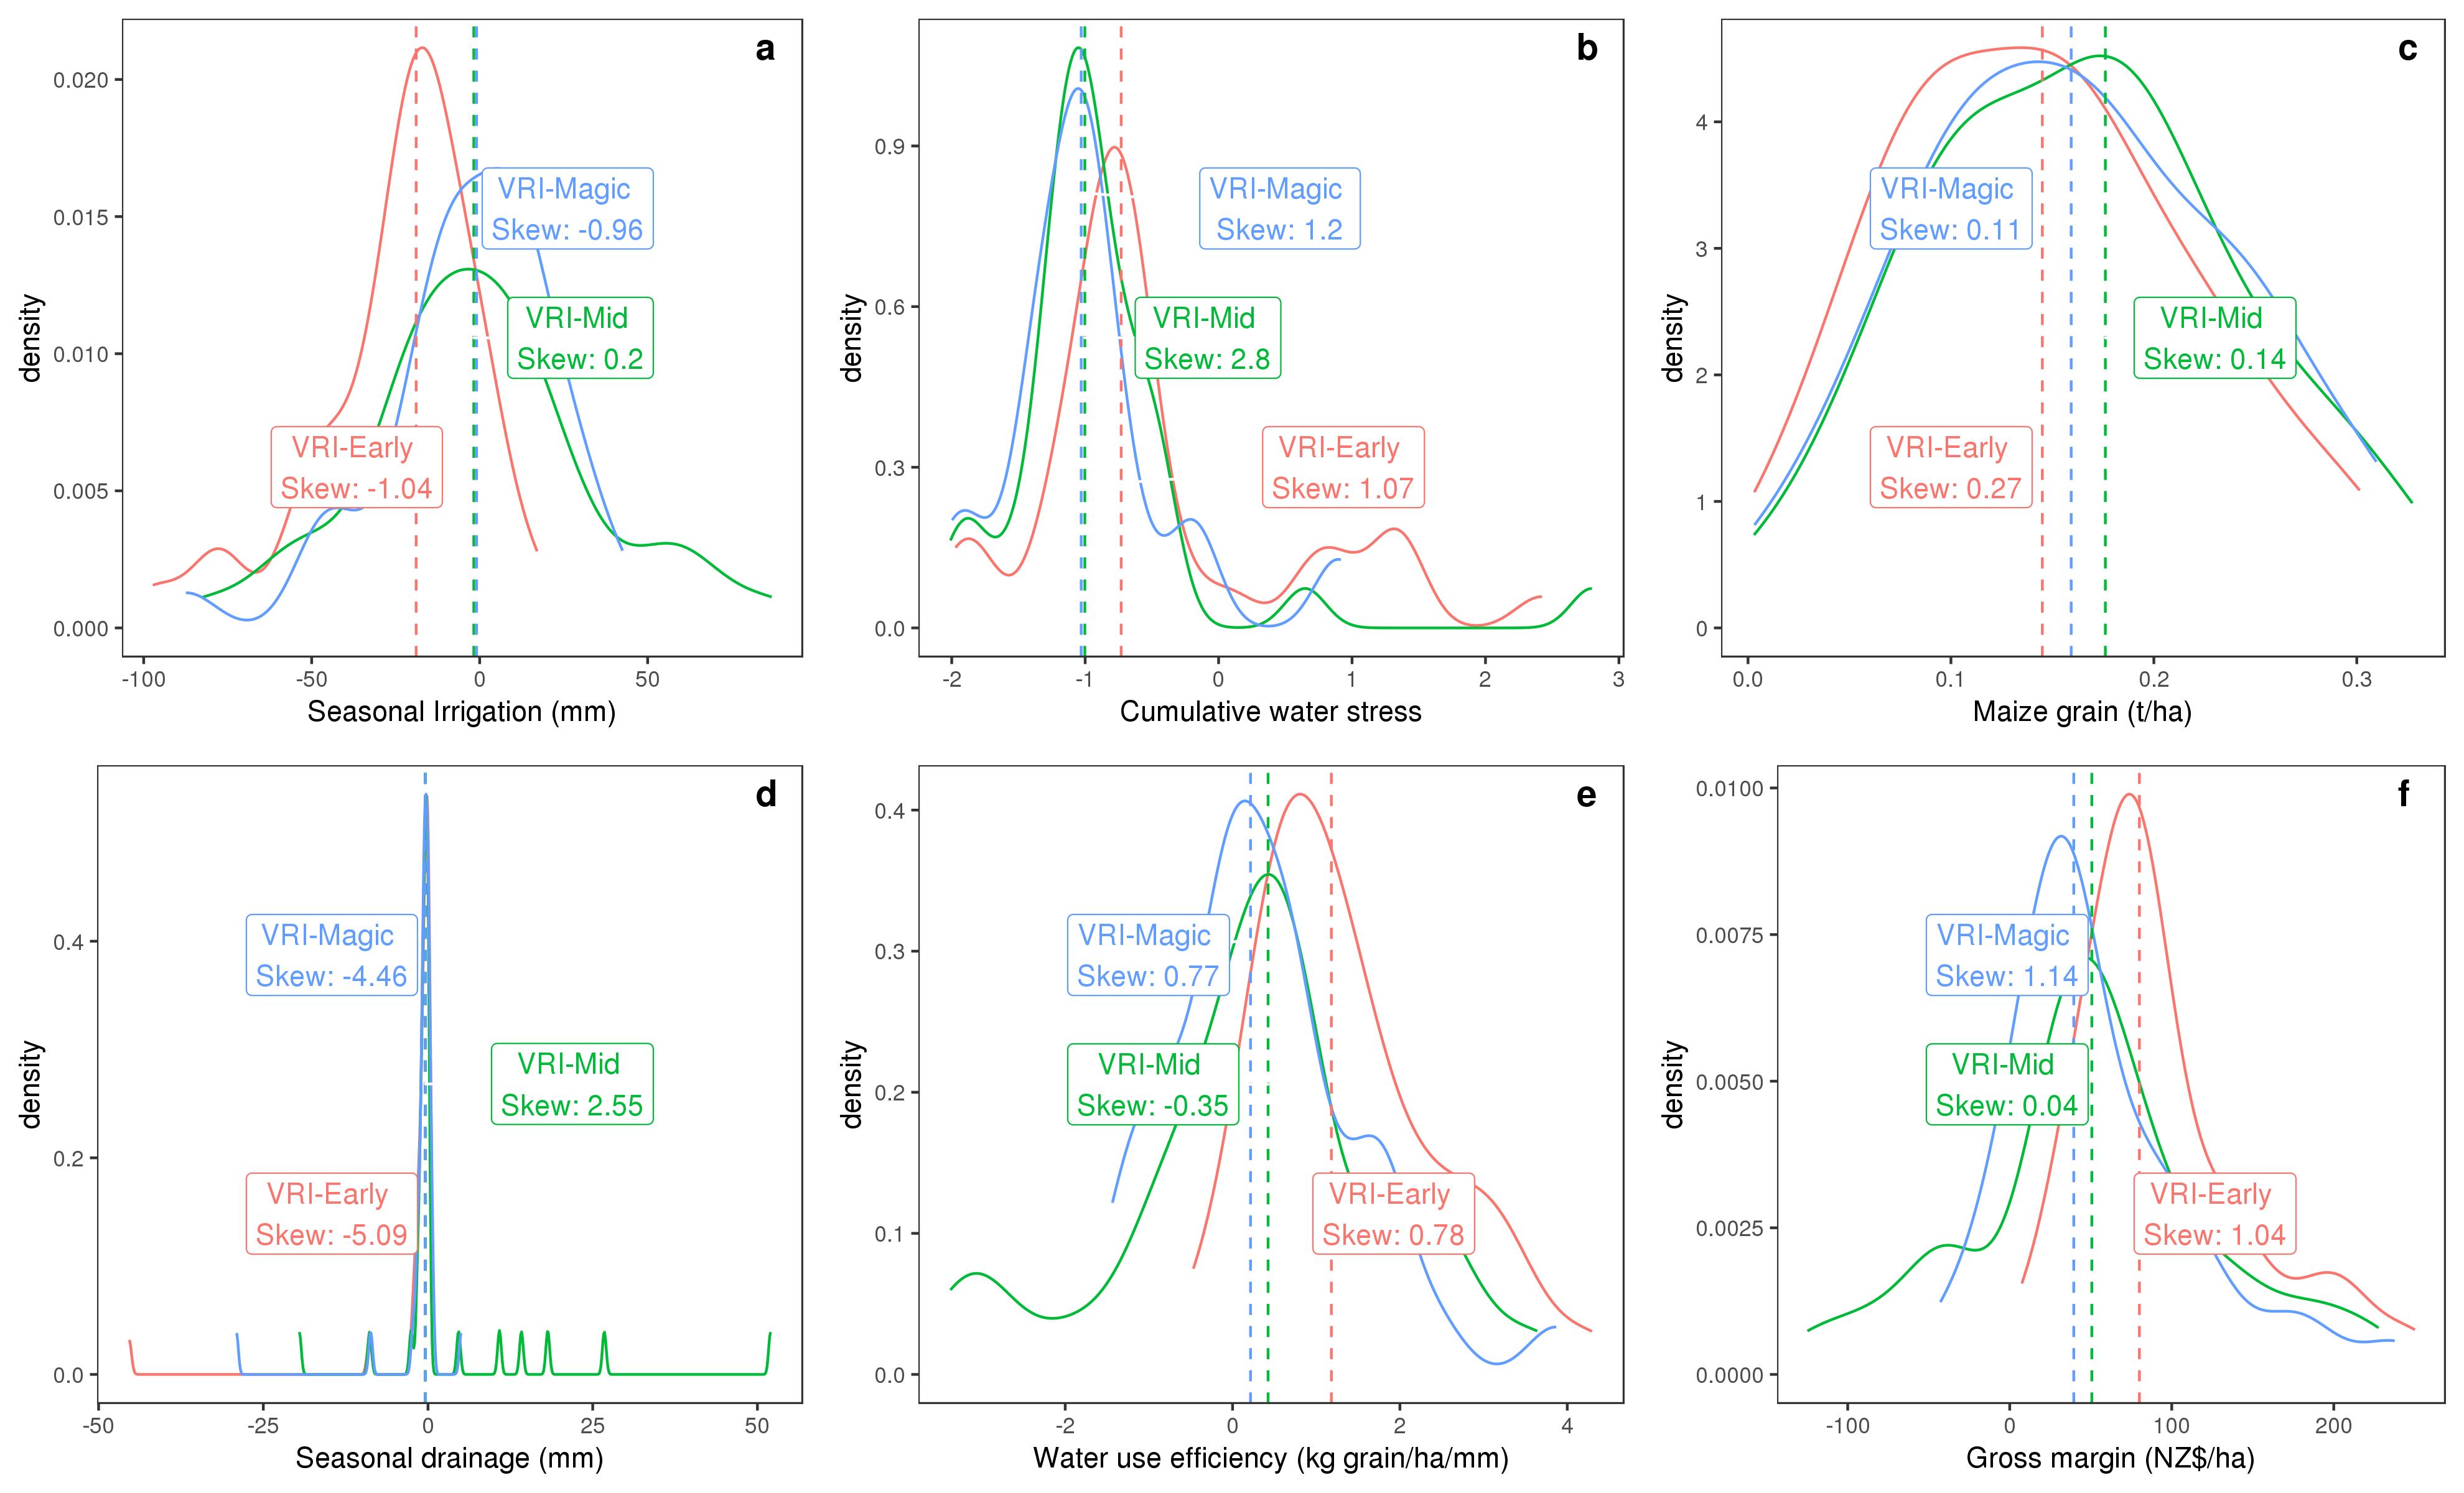 a
0.020
0.015
0.010
0.005
0.000
density
VRI-Magic
Skew: -0.96
VRI-Mid
Skew: 0.2
VRI-Early
Skew: -1.04
-100 -50 0 50
Seasonal Irrigation (mm)
b
0.9
0.6
0.3
0.0
density
VRI-Magic
Skew: 1.2
VRI-Mid
Skew: 2.8
VRI-Early
Skew: 1.07
-2 -1 0 1 2 3
Cumulative water stress
c
4
3
2
1
0
density
VRI-Magic
Skew: 0.11
VRI-Mid
Skew: 0.14
VRI-Early
Skew: 0.27
0.0 0.1 0.2 0.3
Maize grain (t/ha)
d
0.4
0.2
0.0
density
VRI-Magic
Skew: -4.46
VRI-Mid
Skew: 2.55
VRI-Early
Skew: -5.09
-50 -25 0 25 50
Seasonal drainage (mm)
e
0.4
0.3
0.2
0.1
0.0
density
VRI-Magic
Skew: 0.77
VRI-Mid
Skew: -0.35
VRI-Early
Skew: 0.78
-2 0 2 4
Water use efficiency (kg grain/ha/mm)
f
0.0100
0.0075
0.0050
0.0025
0.0000
density
VRI-Magic
Skew: 1.14
VRI-Mid
Skew: 0.04
VRI-Early
Skew: 1.04
-100 0 100 200
Gross margin (NZ$/ha)